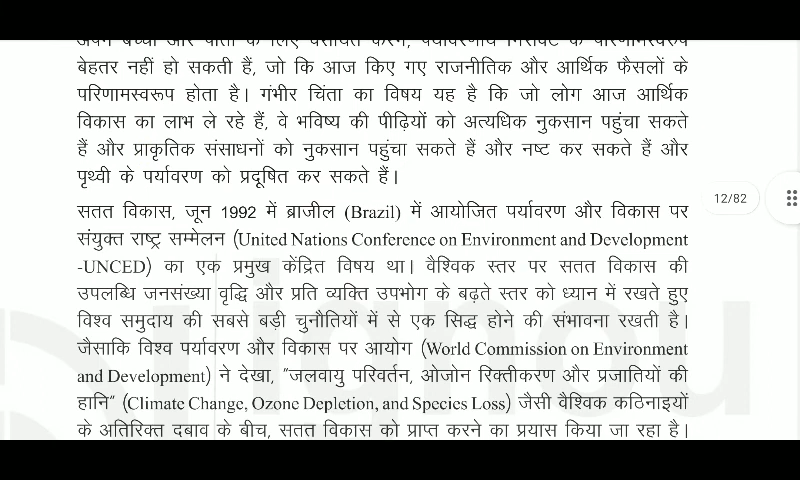 बेहतर नहीं हो सकती हैं, जो कि आज किए गए राजनीतिक और आर्थिक फैसलों के
परिणामस्वरूप होता है। गंभीर चिंता का विषय यह है कि जो लोग आज आर्थिक
विकास का लाभ ले रहे हैं, वे भविष्य की पीढ़ियों को अत्यधिक नुकसान पहुंचा सकते
हैं और प्राकृतिक संसाधनों को नुकसान पहुंचा सकते हैं और नष्ट कर सकते हैं और
पृथ्वी के पर्यावरण को प्रदूषित कर सकते हैं।
सतत विकास, जून 1992 में ब्राजील (Brazil) में आयोजित पर्यावरण और विकास पर
12/82
संयुक्त राष्ट्र सम्मेलन (United Nations Conference on Environment and Development
-UNCED) का एक प्रमुख केंद्रित विषय था। वैश्विक स्तर पर सतत विकास की
उपलब्धि जनसंख्या वृद्धि और प्रति व्यक्ति उपभोग के बढ़ते स्तर को ध्यान में रखते हुए
विश्व समुदाय की सबसे बड़ी चुनौतियों में से एक सिद्ध होने की संभावना रखती है।
जैसाकि विश्व पर्यावरण और विकास पर आयोग (World Commission on Environment
and Development) ने देखा, "जलवायु परिवर्तन, ओजोन रिक्तीकरण और प्रजातियों की
हानि" (Climate Change, Ozone Depletion, and Species Loss) जैसी वैश्विक कठिनाइयों
के अतिरिक्त दबाव के बीच, सतत विकास को प्राप्त करने का प्रयास किया जा रहा है।